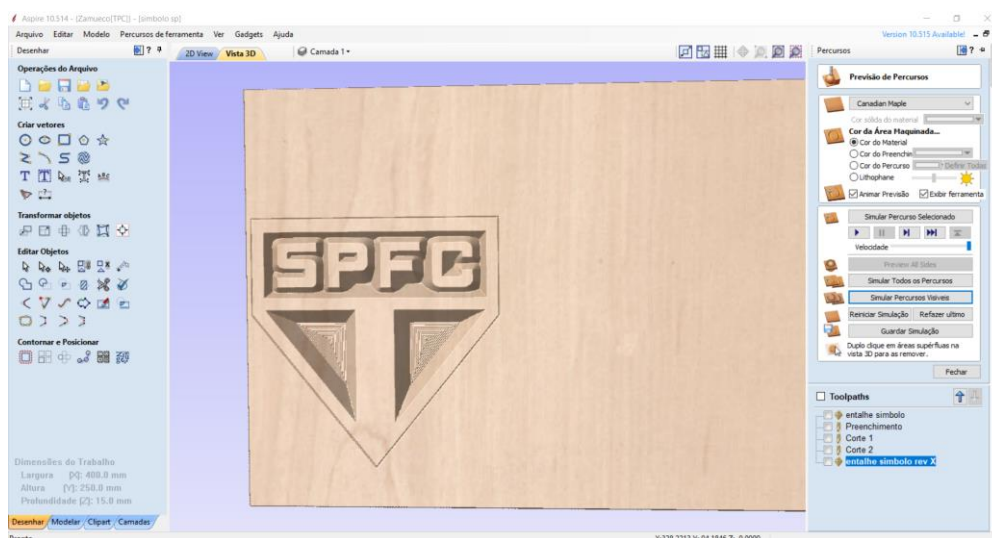 Aspire 10.514 - {Zamueco[TPC]} - [simbolo sp]
Arquivo Editar Modelo Percursos de ferramenta Ver Gadgets Ajuda
Version 10.515 Available!
Desenhar
2D View Vista 3D
Camada 1
Percursos
Operações do Arquivo
Criar vetores
Transformar objetos
Editar Objetos
Contornar e Posicionar
Dimensões do Trabalho
Largura [X]: 400.0 mm
Altura [Y]: 250.0 mm
Profundidade [Z]: 15.0 mm
Desenhar Modelar Clipart Camadas
SPFC
Previsão de Percursos
Canadian Maple
Cor sólida do material
Cor da Área Maquinada...
Cor do Material
Cor do Preenchin
Cor do Percurso Define Todas
Lithophane
Animar Previsão Exibir ferramenta
Simular Percurso Selecionado
Velocidade
Preview All Sides
Simular Todos os Percursos
Simular Percursos Visíveis
Reiniciar Simulação Refazer ultimo
Guardar Simulação
Duplo clique em áreas supérfluas na
vista 3D para as remover.
Fechar
Toolpaths
entalhe simbolo
Preenchimento
Corte 1
Corte 2
entalhe simbolo rev X